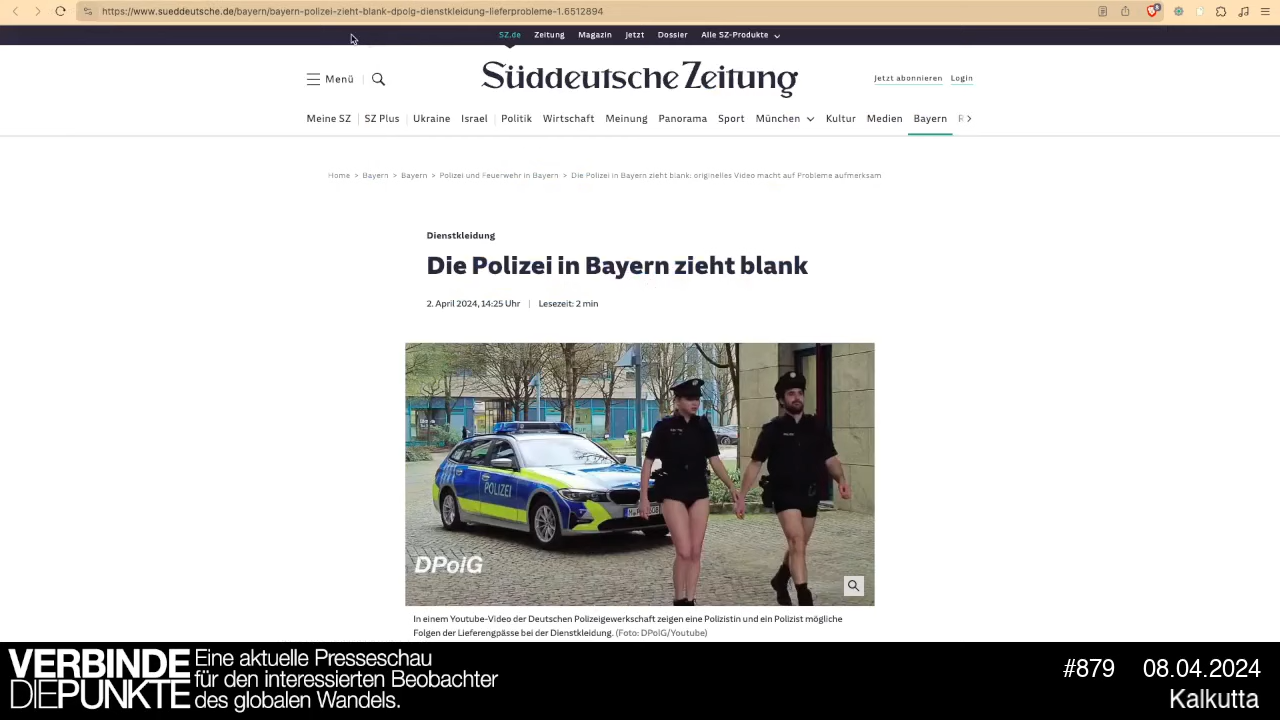 https://www.sueddeutsche.de/bayern/bayern-polizei-zieht-blank-dpolg-dienstkleidung-lieferprobleme-1.6512894
SZ.de Zeitung Magazin Jetzt Dossier Alle SZ-Produkte
Menü
Süddeutsche Zeitung
Jetzt abonnieren Login
Meine SZ SZ Plus Ukraine Israel Politik Wirtschaft Meinung Panorama Sport München Kultur Medien Bayern
Home > Bayern > Bayern > Polizei und Feuerwehr in Bayern > Die Polizei in Bayern zieht blank: originelles Video macht auf Probleme aufmerksam
Dienstkleidung
Die Polizei in Bayern zieht blank
2. April 2024, 14:25 Uhr | Lesezeit: 2 min
POLIZEI
DPolG
In einem Youtube-Video der Deutschen Polizeigewerkschaft zeigen eine Polizistin und ein Polizist mögliche
Folgen der Lieferengpässe bei der Dienstkleidung. (Foto: DPolG/Youtube)
VERBINDE
DIEPUNKTE
Eine aktuelle Presseschau
für den interessierten Beobachter
des globalen Wandels.
#879 08.04.2024
Kalkutta